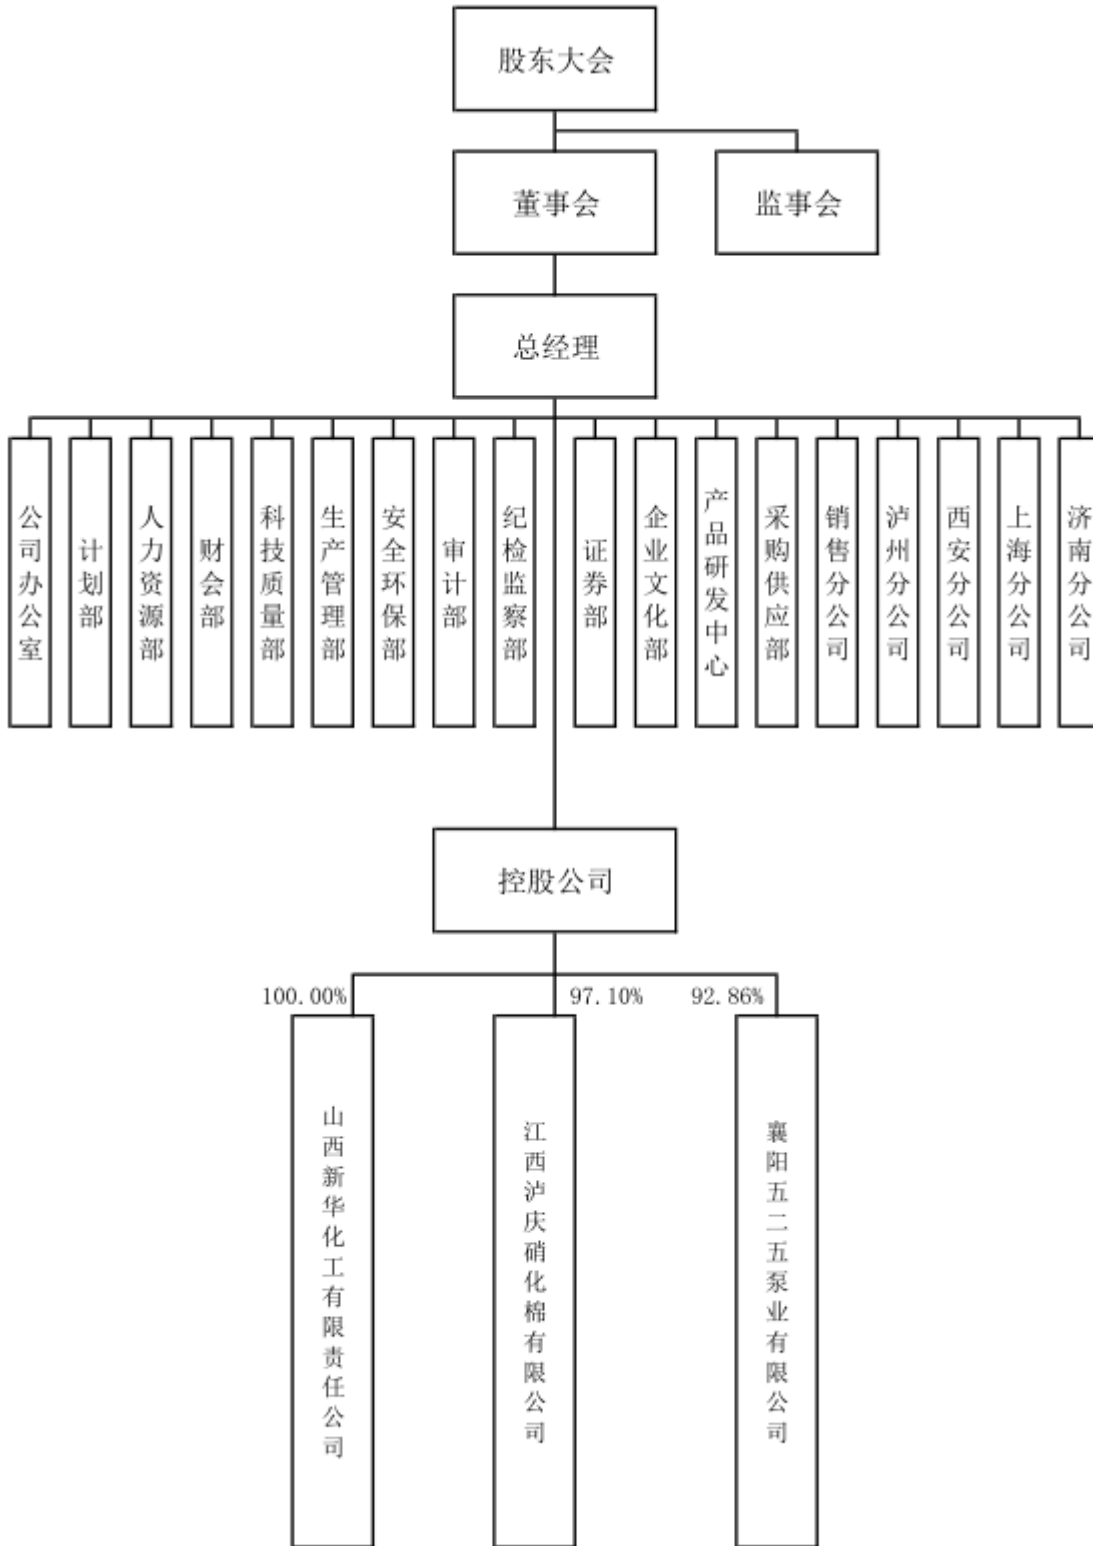 股东大会
董事会
监事会
总经理
公司办公室
计划部
人力资源部
财会部
科技质量部
生产管理部
安全环保部
审计部
纪检监察部
证券部
企业文化部
产品研发中心
采购供应部
销售分公司
泸州分公司
西安分公司
上海分公司
济南分公司
控股公司
100.00%
97.10%
92.86%
山西新华化工有限责任公司
江西泸庆硝化棉有限公司
襄阳五二五泵业有限公司